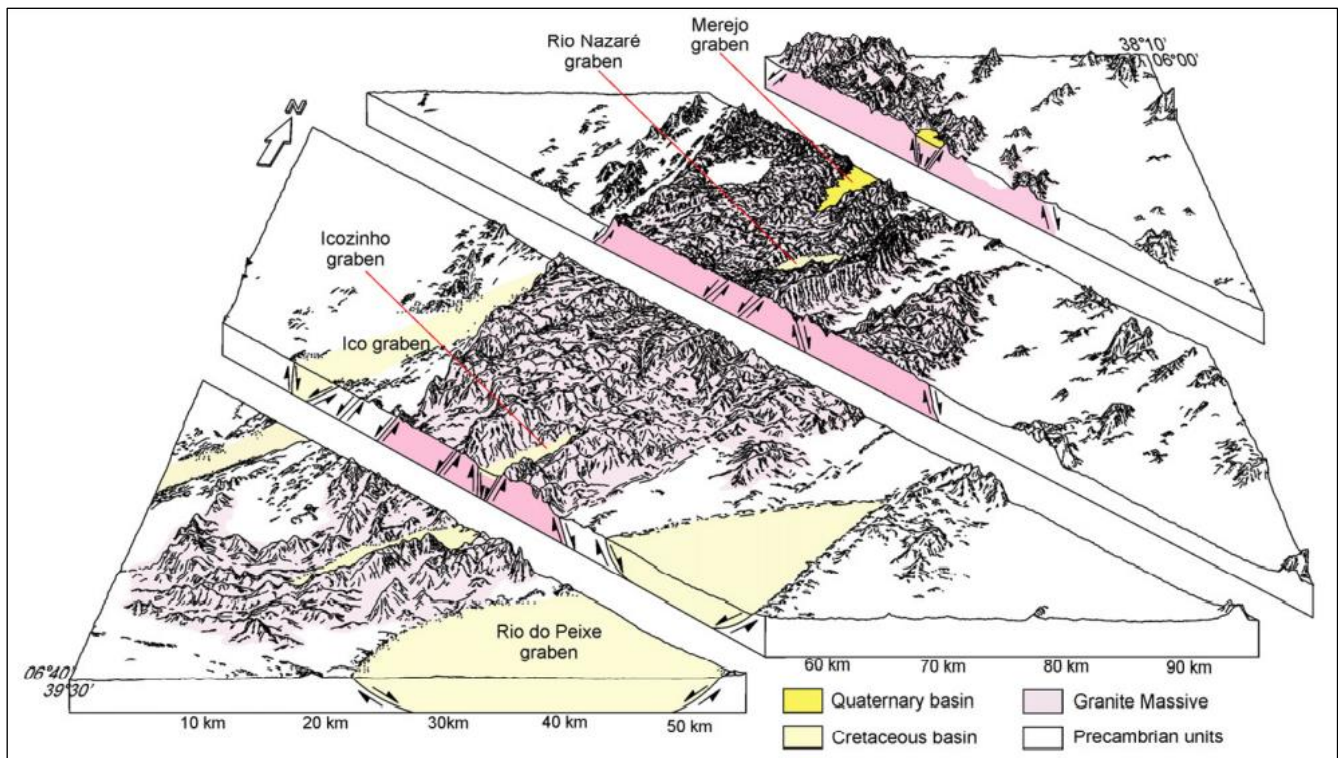 Merejo
graben
Rio Nazaré
graben
38°10'
06°00'
N
Icozinho
graben
Ico graben
Rio do Peixe
graben
06°40'
39°30'
10 km
20 km
30km
40 km
50 km
60 km
70 km
80 km
90 km
Quaternary basin
Granite Massive
Cretaceous basin
Precambrian units